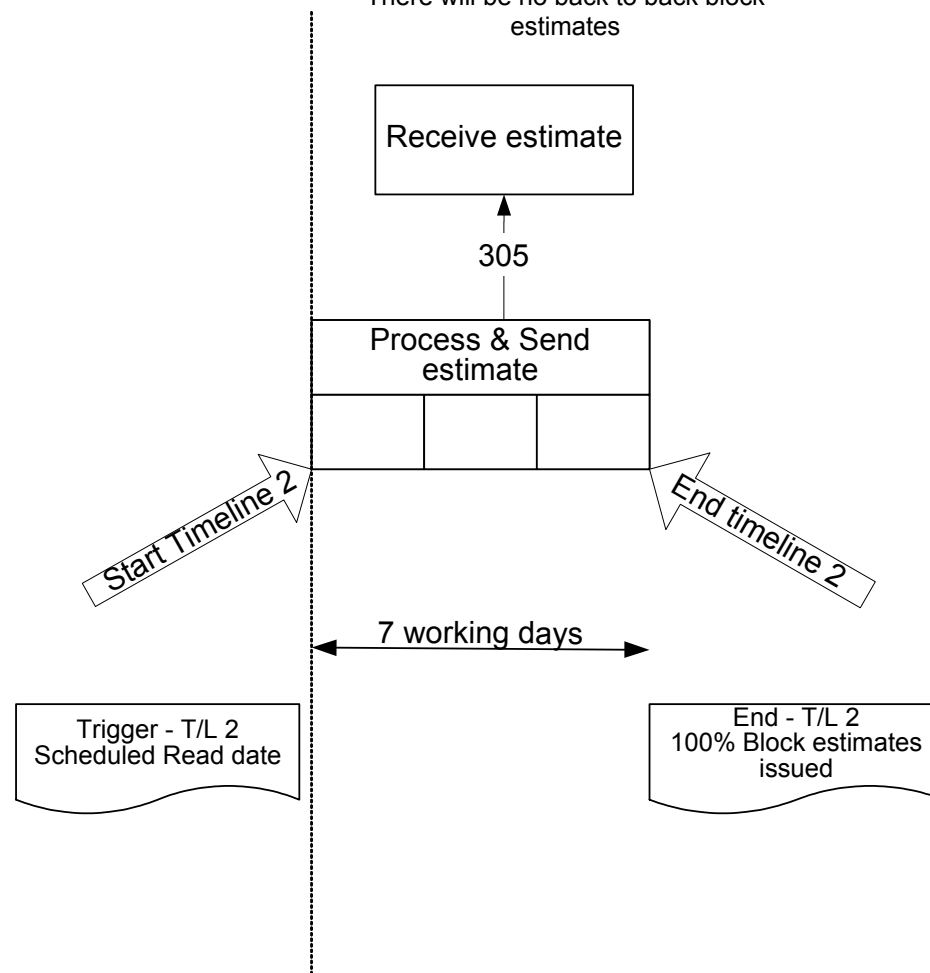 There will be no back to back block
estimates
Receive estimate
305
Process & Send
estimate
Start Timeline 2
End timeline 2
7 working days
Trigger - T/L 2
Scheduled Read date
End - T/L 2
100% Block estimates
issued